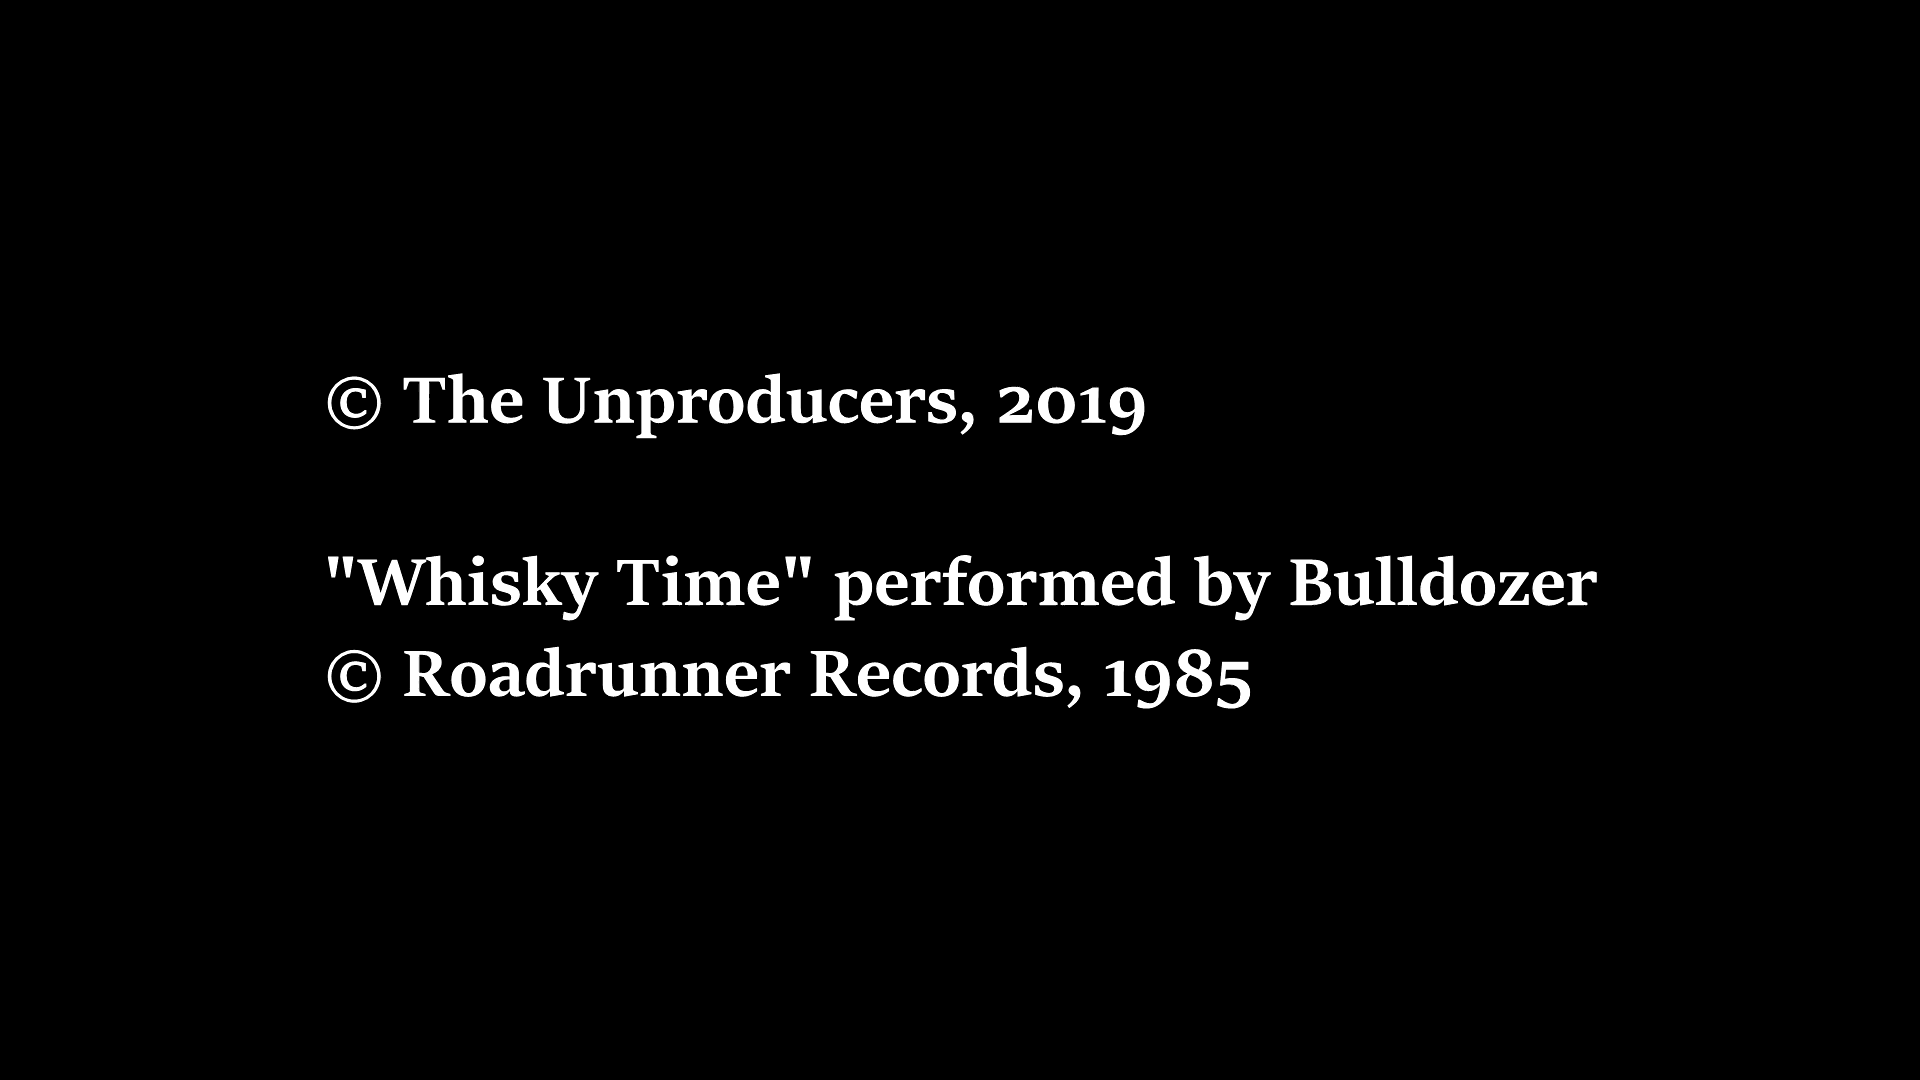 © The Unproducers, 2019
"Whisky Time" performed by Bulldozer
© Roadrunner Records, 1985